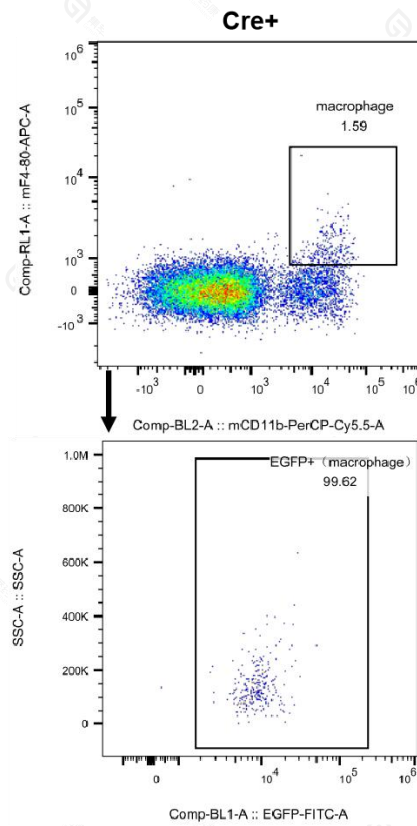 Cre+
macrophage
1.59
Comp-RL1-A :: mF4-80-APC-A
10^6
10^5
10^4
10^3
0
-10^3
-10^3
0
10^3
10^4
10^5
10^6
Comp-BL2-A :: mCD11b-PerCP-Cy5.5-A
EGFP+ (macrophage)
99.62
SSC-A :: SSC-A
1.0M
800K
600K
400K
200K
0
0
10^4
10^5
10^6
Comp-BL1-A :: EGFP-FITC-A